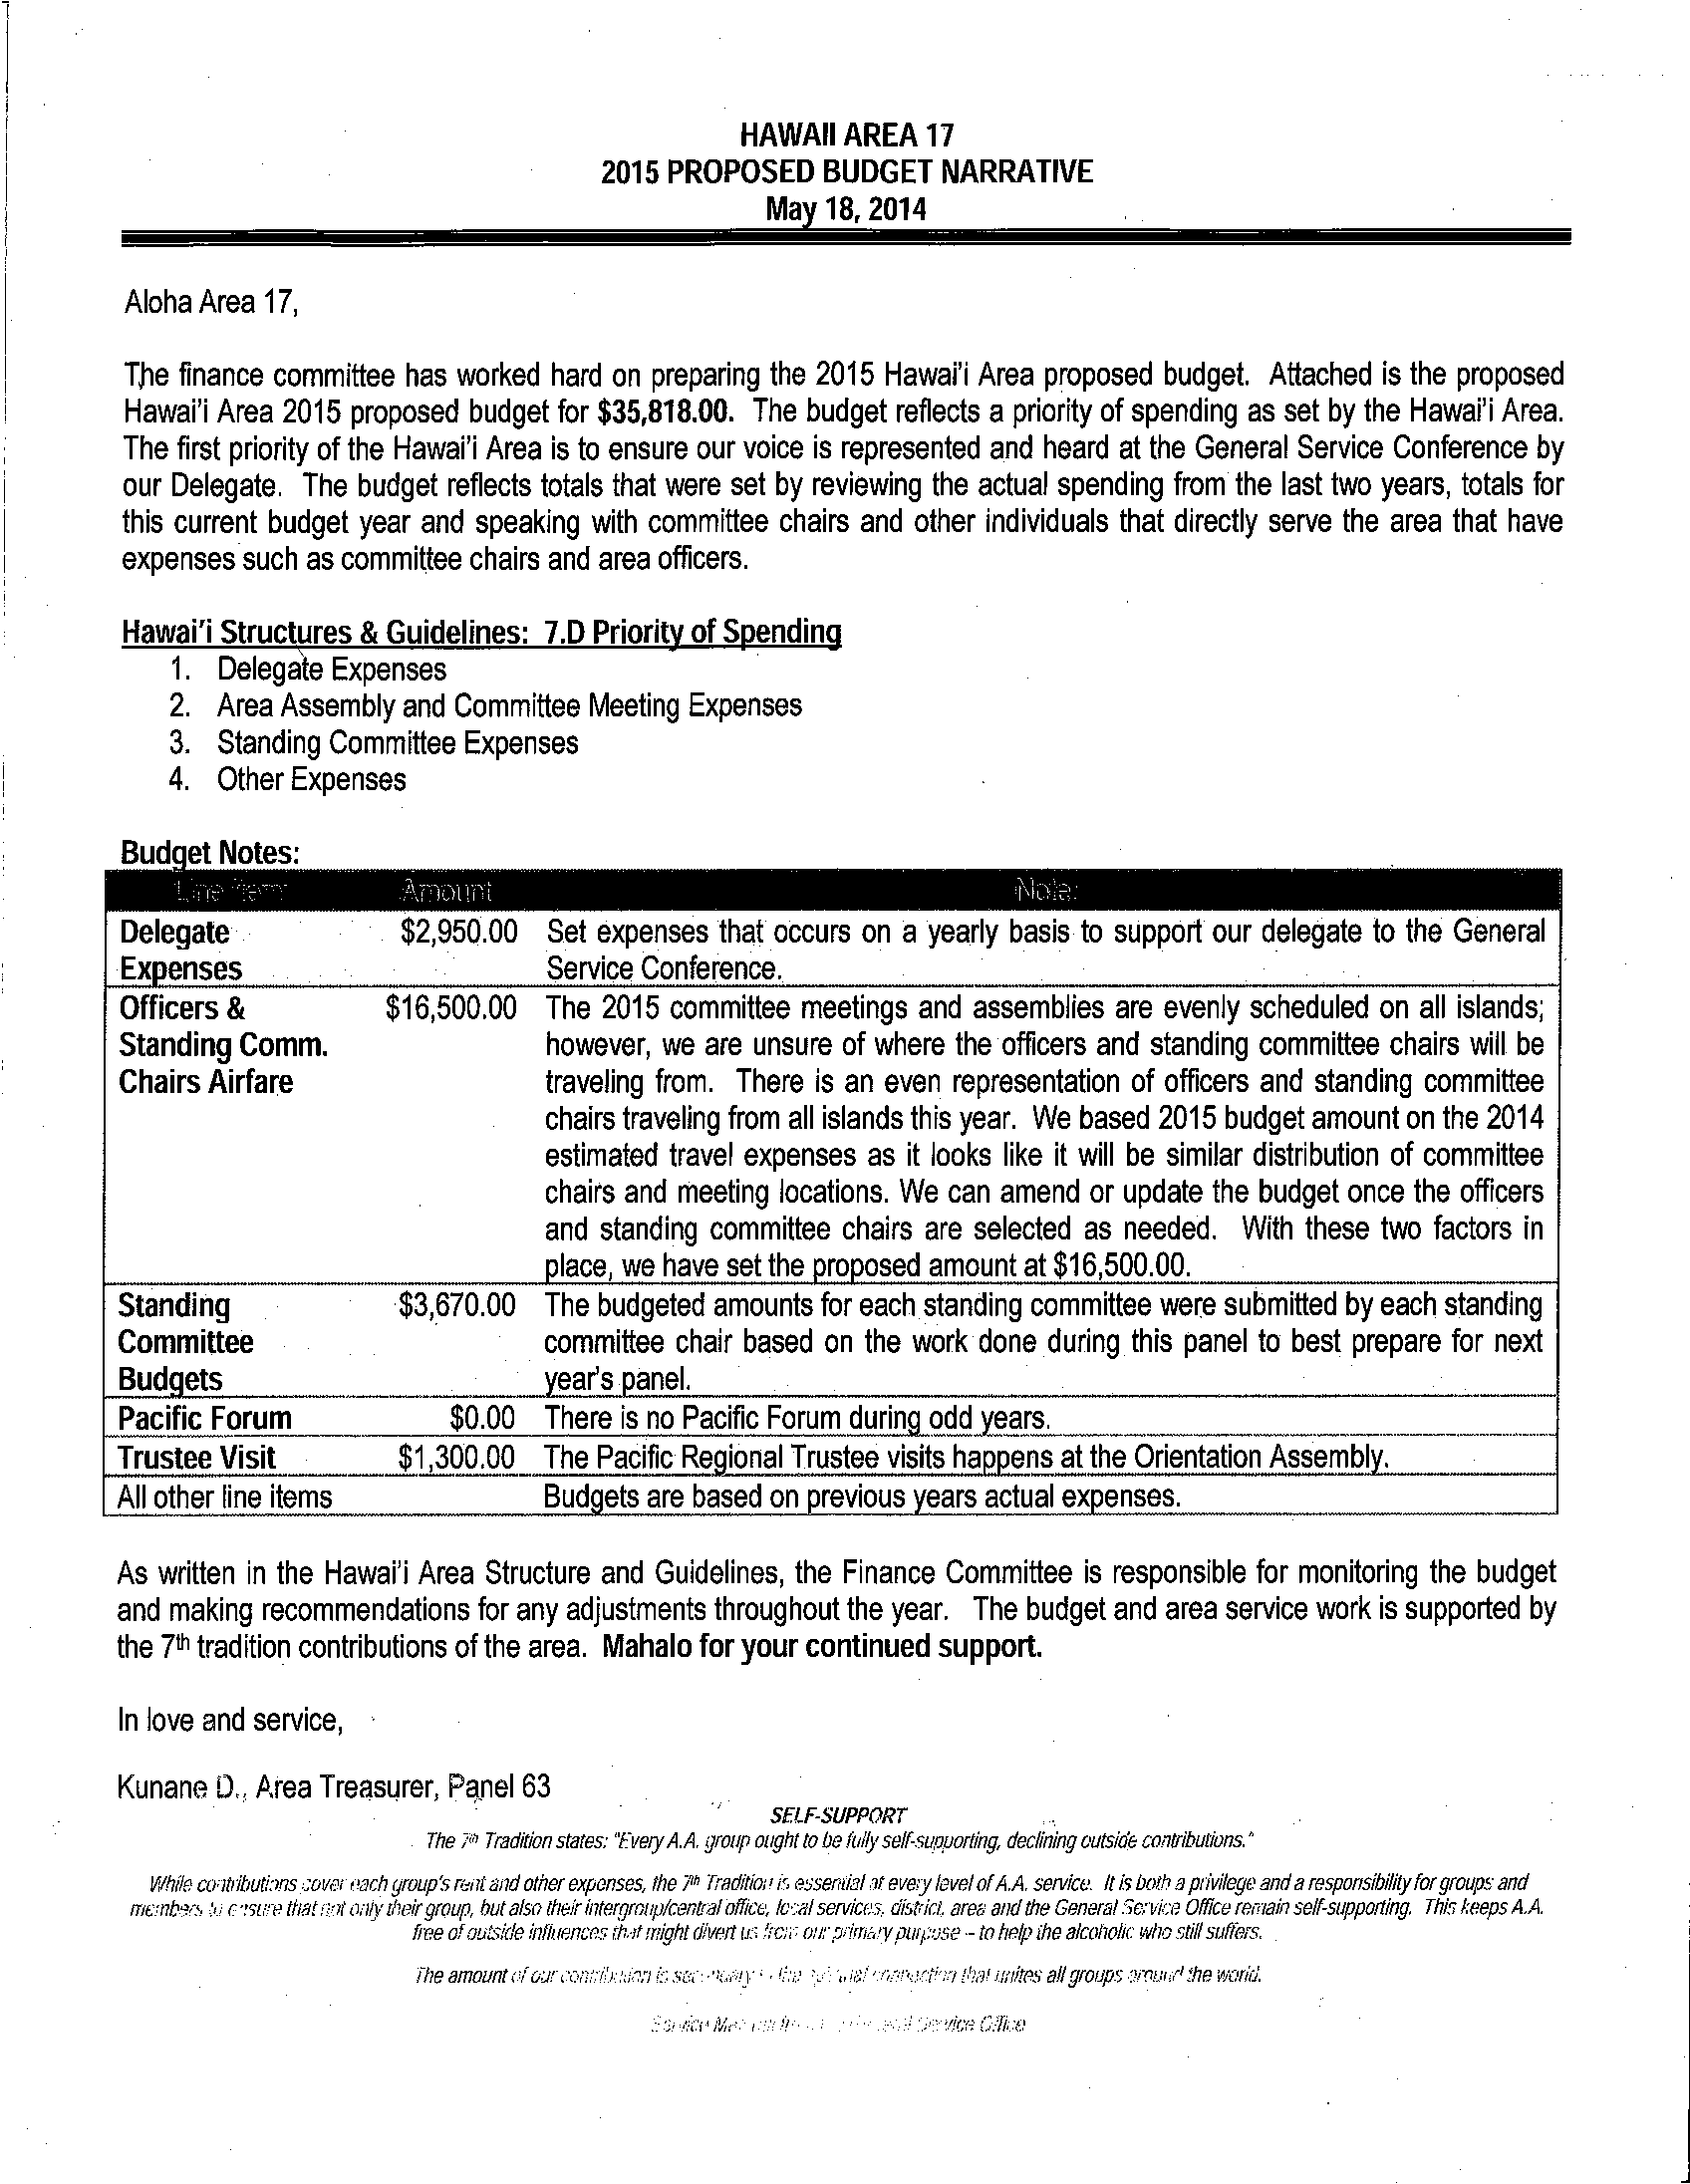 HAWAII AREA 17
2015 PROPOSED BUDGET NARRATIVE
May 18, 2014
Aloha Area 17,
The finance committee has worked hard on preparing the 2015 Hawai'i Area proposed budget. Attached is the proposed
Hawai'i Area 2015 proposed budget for $35,818.00. The budget reflects a priority of spending as set by the Hawai'i Area.
The first priority of the Hawai'i Area is to ensure our voice is represented and heard at the General Service Conference by
our Delegate. The budget reflects totals that were set by reviewing the actual spending from the last two years, totals for
this current budget year and speaking with committee chairs and other individuals that directly serve the area that have
expenses such as committee chairs and area officers.
Hawai'i Structures & Guidelines: 7.D Priority of Spending
1. Delegate Expenses
2. Area Assembly and Committee Meeting Expenses
3. Standing Committee Expenses
4. Other Expenses
Budget Notes:
Line Item: Amount Note:
Delegate $2,950.00 Set expenses that occurs on a yearly basis to support our delegate to the General
Expenses Service Conference.
Officers & $16,500.00 The 2015 committee meetings and assemblies are evenly scheduled on all islands;
Standing Comm. however, we are unsure of where the officers and standing committee chairs will be
Chairs Airfare traveling from. There is an even representation of officers and standing committee
chairs traveling from all islands this year. We based 2015 budget amount on the 2014
estimated travel expenses as it looks like it will be similar distribution of committee
chairs and meeting locations. We can amend or update the budget once the officers
and standing committee chairs are selected as needed. With these two factors in
place, we have set the proposed amount at $16,500.00.
Standing $3,670.00 The budgeted amounts for each standing committee were submitted by each standing
Committee committee chair based on the work done during this panel to best prepare for next
Budgets year's panel.
Pacific Forum $0.00 There is no Pacific Forum during odd years.
Trustee Visit $1,300.00 The Pacific Regional Trustee visits happens at the Orientation Assembly.
All other line items Budgets are based on previous years actual expenses.
As written in the Hawai'i Area Structure and Guidelines, the Finance Committee is responsible for monitoring the budget
and making recommendations for any adjustments throughout the year. The budget and area service work is supported by
the 7th tradition contributions of the area. Mahalo for your continued support.
In love and service,
Kunane D., Area Treasurer, Panel 63
SELF-SUPPORT
The 7th Tradition states: "Every A.A. group ought to be fully self-supporting, declining outside contributions."
While contributions cover each group's rent and other expenses, the 7th Tradition is essential at every level of A.A. service. It is both a privilege and a responsibility for groups and
members to ensure that not only their group, but also their intergroup/central office, local services, district, area and the General Service Office remain self-supporting. This keeps A.A.
free of outside influences that might divert us from our primary purpose – to help the alcoholic who still suffers.
The amount of our contribution is secondary the connection that unites all groups around the world.
Service Office